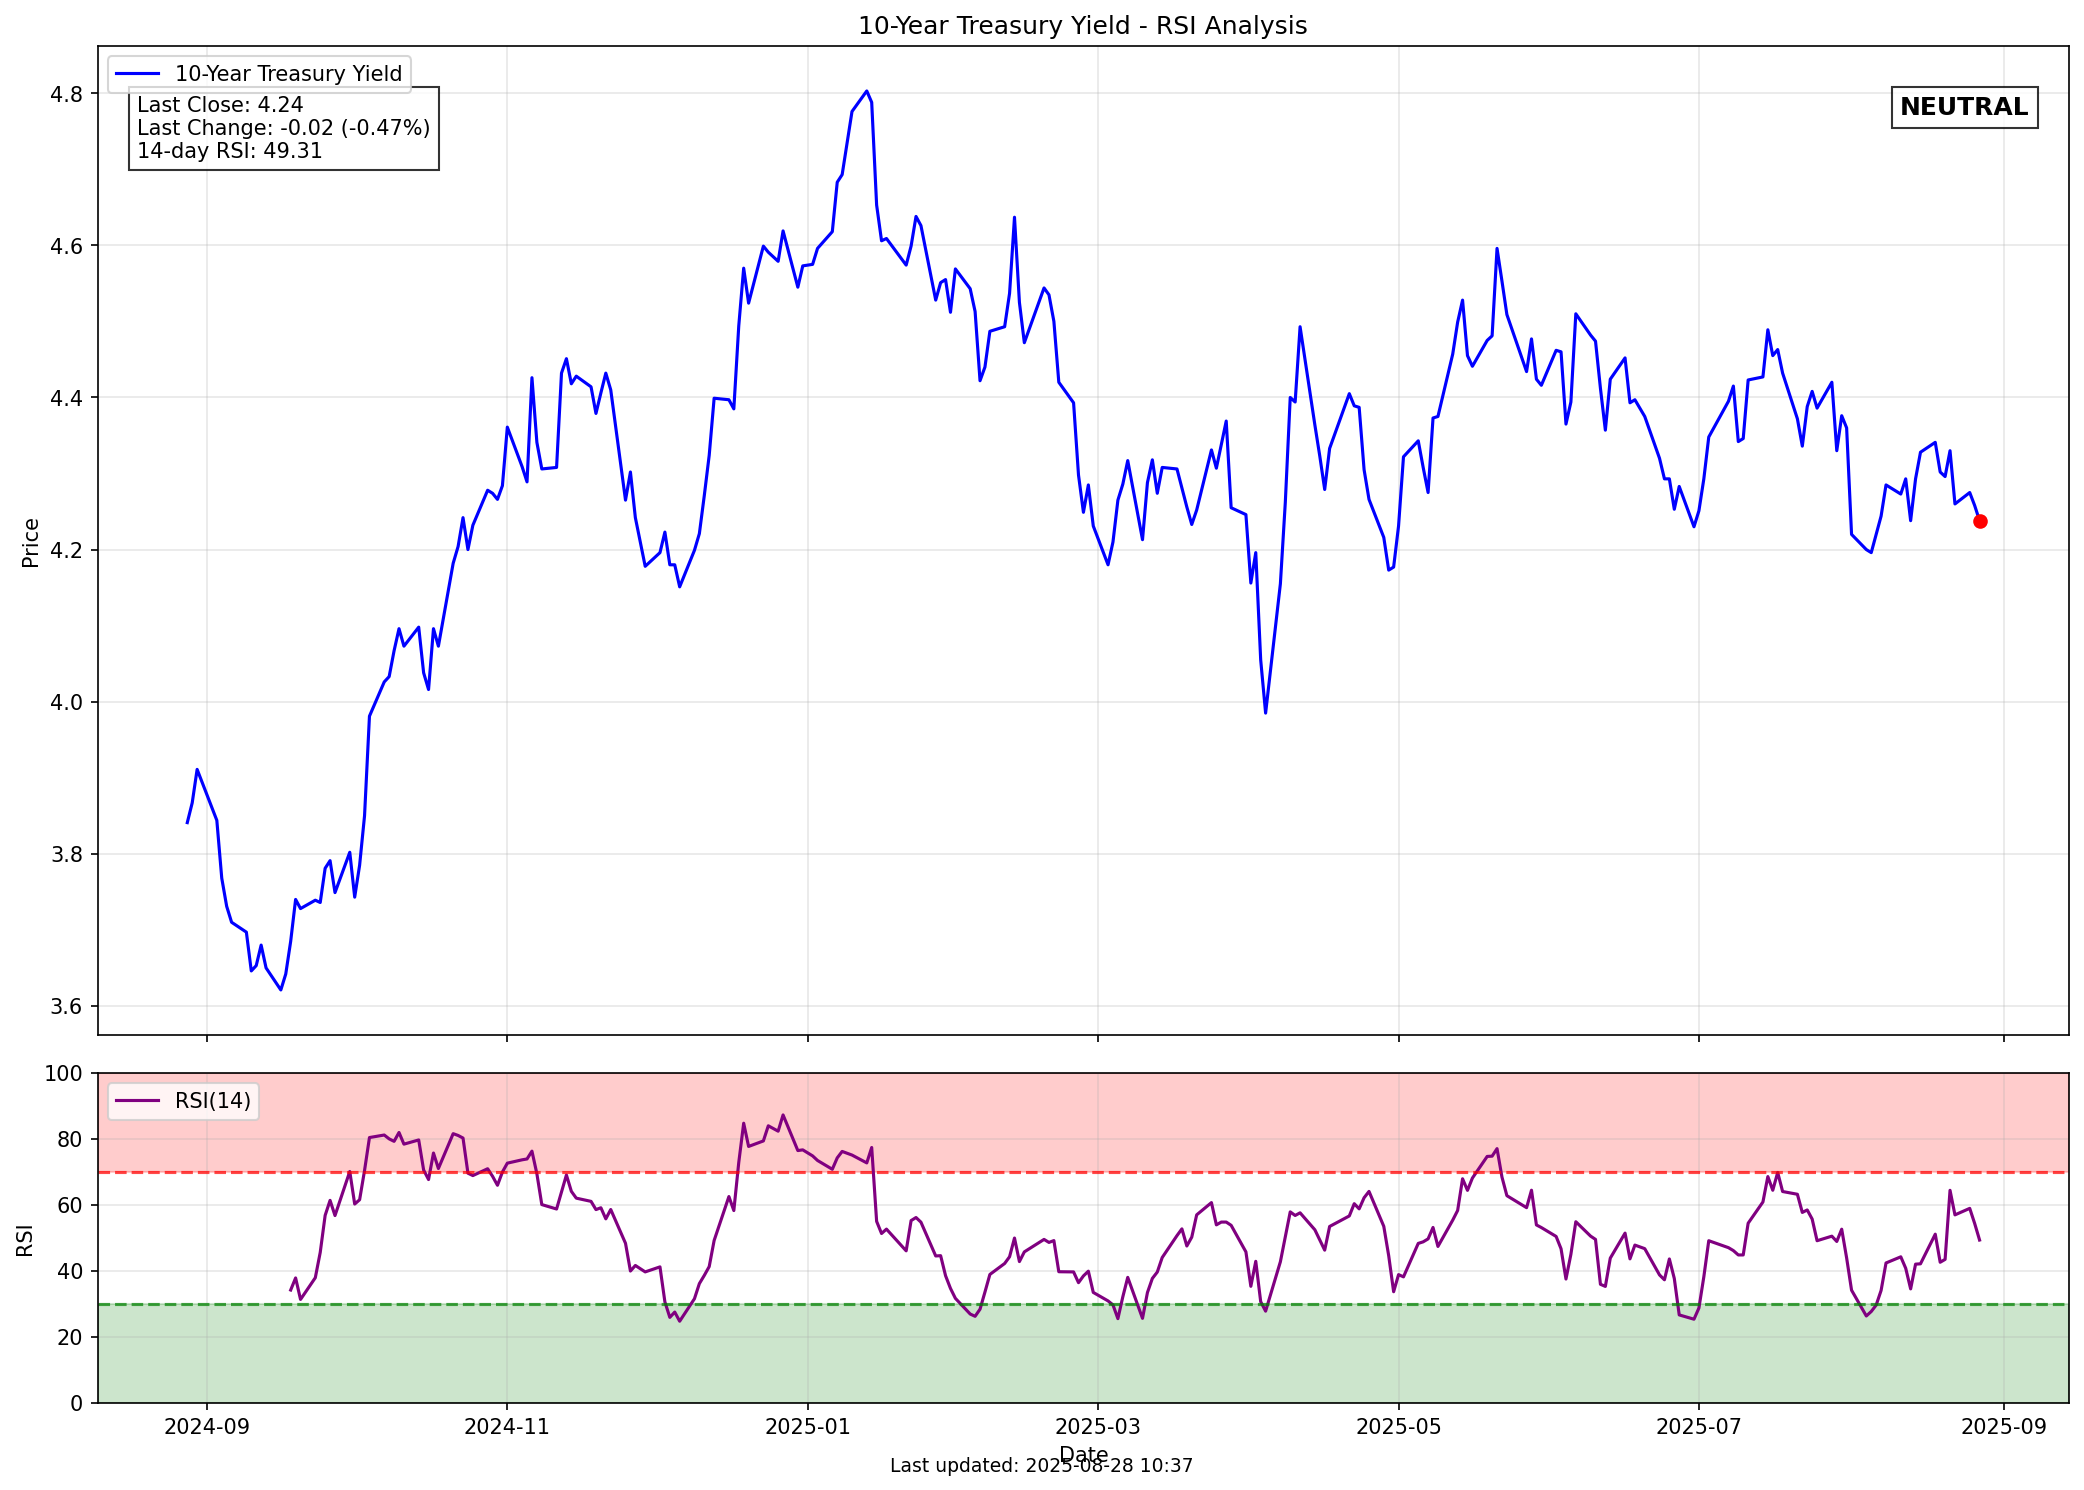 10-Year Treasury Yield - RSI Analysis
10-Year Treasury Yield
Last Close: 4.24
Last Change: -0.02 (-0.47%)
14-day RSI: 49.31
NEUTRAL
Price
4.8
4.6
4.4
4.2
4.0
3.8
3.6
RSI(14)
RSI
100
80
60
40
20
0
2024-09
2024-11
2025-01
2025-03
2025-05
2025-07
2025-09
Date
Last updated: 2025-08-28 10:37